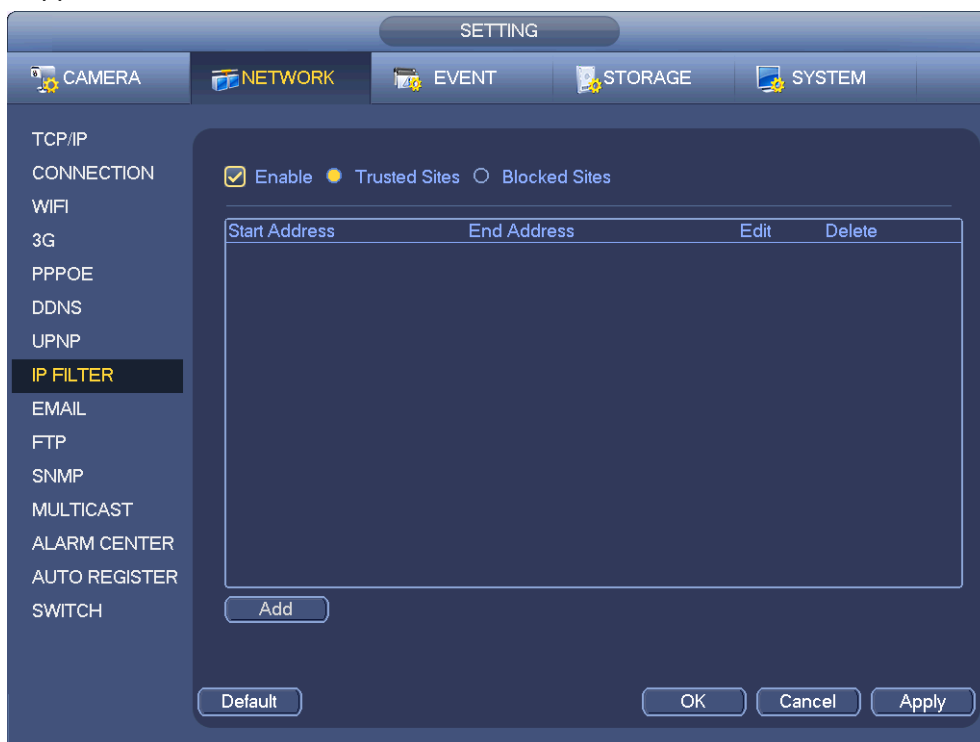 SETTING
CAMERA NETWORK EVENT STORAGE SYSTEM
TCP/IP
CONNECTION
WIFI
3G
PPPOE
DDNS
UPNP
IP FILTER
EMAIL
FTP
SNMP
MULTICAST
ALARM CENTER
AUTO REGISTER
SWITCH
Enable Trusted Sites Blocked Sites
Start Address End Address Edit Delete
Add
Default OK Cancel Apply